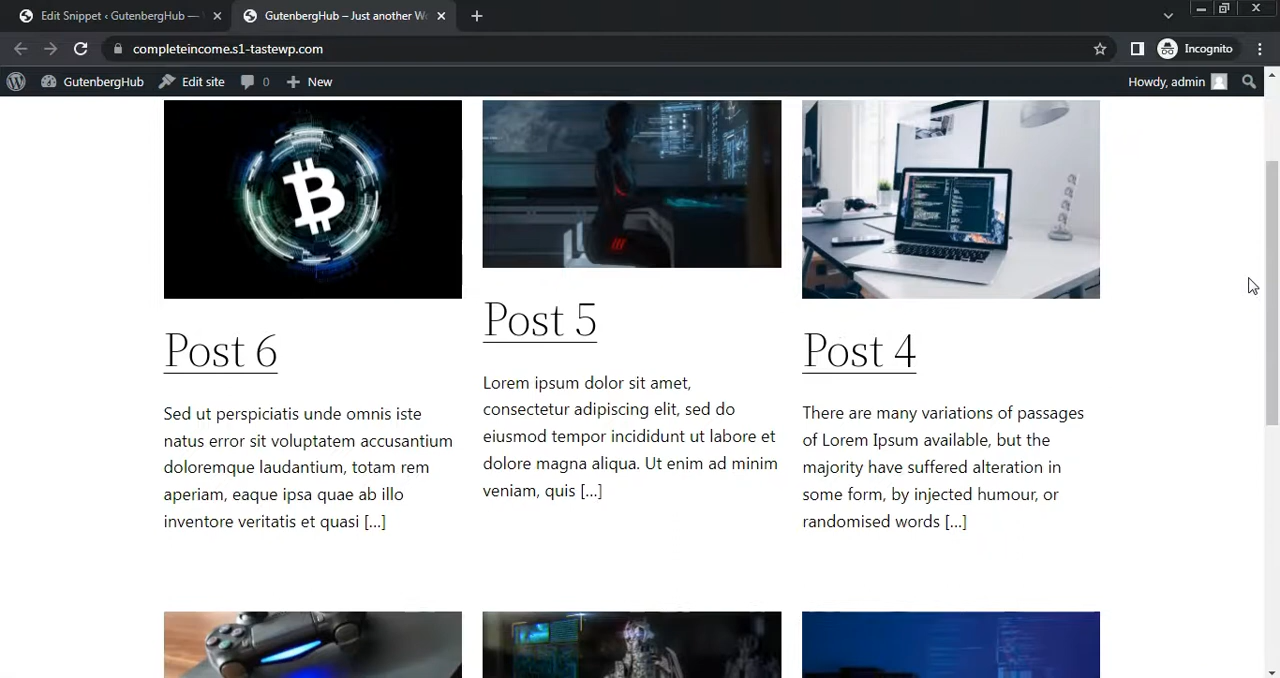 Edit Snippet ‹ GutenbergHub —
GutenbergHub – Just another W
completeincome.s1-tastewp.com
Incognito
GutenbergHub
Edit site
0
New
Howdy, admin
Post 6
Sed ut perspiciatis unde omnis iste
natus error sit voluptatem accusantium
doloremque laudantium, totam rem
aperiam, eaque ipsa quae ab illo
inventore veritatis et quasi […]
Post 5
Lorem ipsum dolor sit amet,
consectetur adipiscing elit, sed do
eiusmod tempor incididunt ut labore et
dolore magna aliqua. Ut enim ad minim
veniam, quis […]
Post 4
There are many variations of passages
of Lorem Ipsum available, but the
majority have suffered alteration in
some form, by injected humour, or
randomised words […]